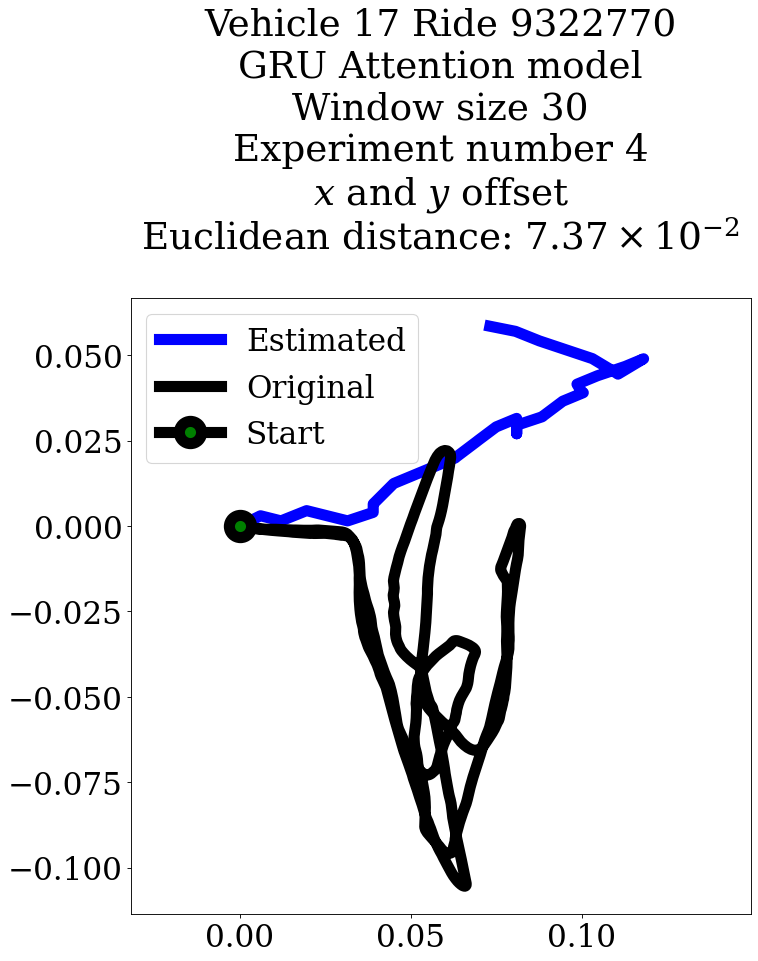 Vehicle 17 Ride 9322770
GRU Attention model
Window size 30
Experiment number 4
x and y offset
Euclidean distance: 7.37 × 10⁻²
Estimated
Original
Start
0.050
0.025
0.000
−0.025
−0.050
−0.075
−0.100
0.00 0.05 0.10